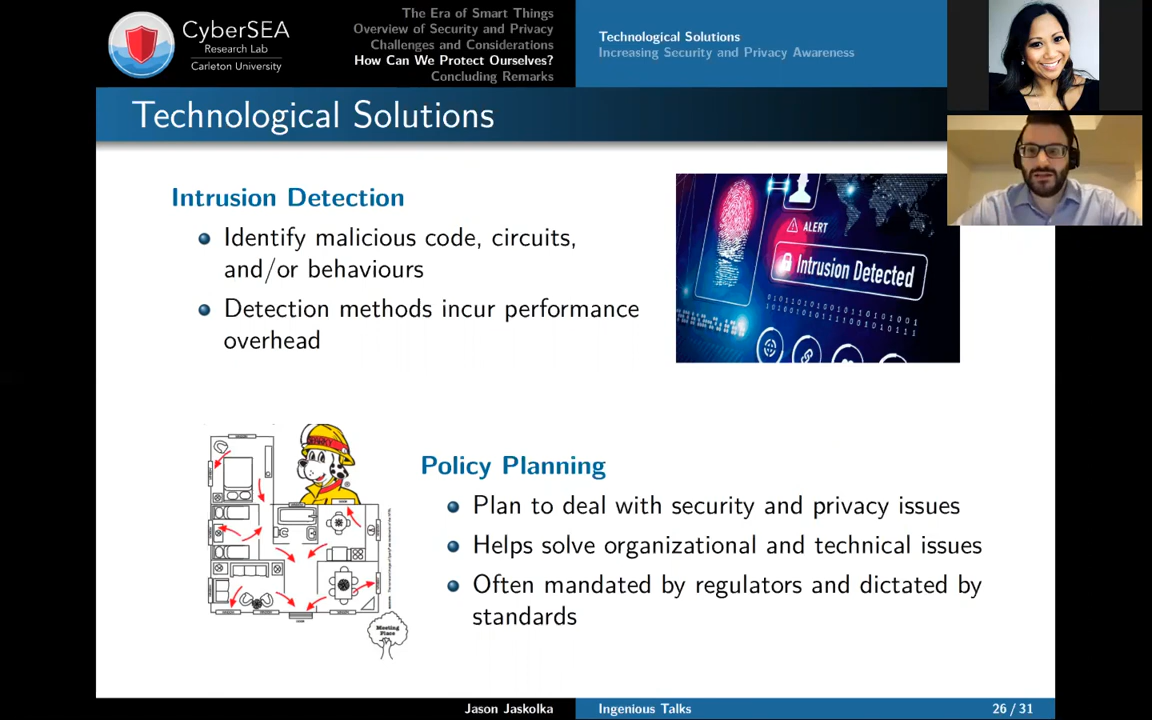 CyberSEA
Research Lab
Carleton University
The Era of Smart Things
Overview of Security and Privacy
Challenges and Considerations
How Can We Protect Ourselves?
Concluding Remarks
Technological Solutions
Increasing Security and Privacy Awareness
Technological Solutions
Intrusion Detection
Identify malicious code, circuits,
and/or behaviours
Detection methods incur performance
overhead
ALERT
Intrusion Detected
Policy Planning
Plan to deal with security and privacy issues
Helps solve organizational and technical issues
Often mandated by regulators and dictated by
standards
Meeting
Place
Jason Jaskolka
Ingenious Talks
26 / 31